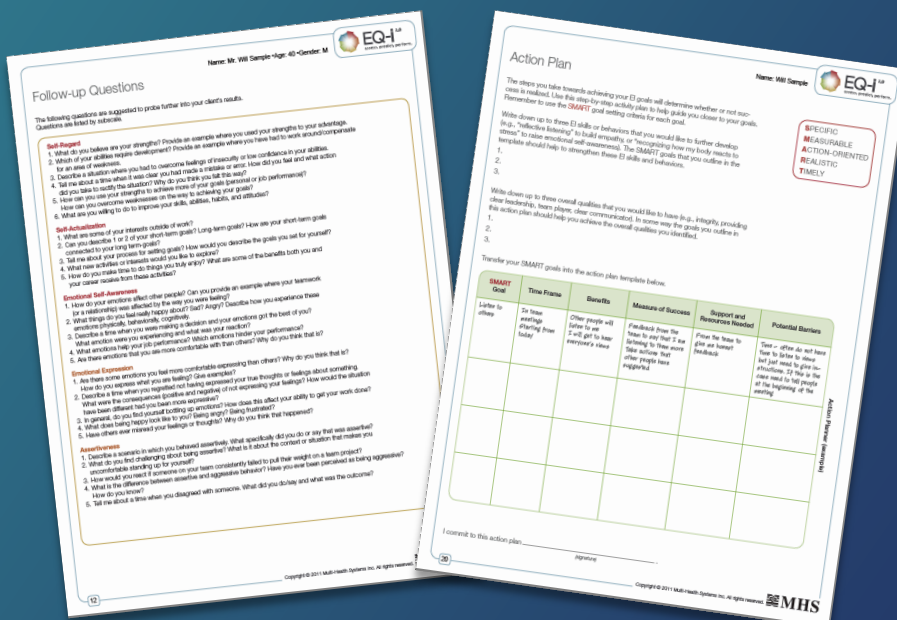 Name: Mr. Will Sample •Age: 40 •Gender: M
EQ-i 2.0
Follow-up Questions
The following questions are suggested to probe further into your client's results.
Questions are listed by subscale.
Self-Regard
1. What do you believe are your strengths? Provide an example where you used your strengths to your advantage.
2. Which of your abilities require development? Provide an example where you have had to work around/compensate
for an area of weakness.
3. Describe a situation where you had to overcome feelings of insecurity or low confidence in your abilities.
4. Tell me about a time when it was clear you had made a mistake or error. How did you feel and what action
did you take to rectify the situation? Why do you think you felt this way?
5. How can you use your strengths to achieve more of your goals (personal or job performance)?
How can you overcome weaknesses on the way to achieving your goals?
6. What are you willing to do to improve your skills, abilities, habits, and attitudes?
Self-Actualization
1. What are some of your interests outside of work?
2. Can you describe 1 or 2 of your short-term goals? Long-term goals? How are your short-term goals
connected to your long term-goals?
3. Tell me about your process for setting goals? How would you describe the goals you set for yourself?
4. What new activities or interests would you like to explore?
5. How do you make time to do things you truly enjoy? What are some of the benefits both you and
your career receive from these activities?
Emotional Self-Awareness
1. How do your emotions affect other people? Can you provide an example where your teamwork
(or a relationship) was affected by the way you were feeling?
2. What things do you feel really happy about? Sad? Angry? Describe how you experience these
emotions physically, behaviorally, cognitively.
3. Describe a time when you were making a decision and your emotions got the best of you?
What emotion were you experiencing and what was your reaction?
4. What emotions help your job performance? Which emotions hinder your performance?
5. Are there emotions that you are more comfortable with than others? Why do you think that is?
Emotional Expression
1. Are there some emotions you feel more comfortable expressing than others? Why do you think that is?
How do you express what you are feeling? Give examples?
2. Describe a time when you regretted not having expressed your true thoughts or feelings about something.
What were the consequences (positive and negative) of not expressing your feelings? How would the situation
have been different had you been more expressive?
3. In general, do you find yourself bottling up emotions? How does this affect your ability to get your work done?
4. What does being happy look like to you? Being angry? Being frustrated?
5. Have others ever misread your feelings or thoughts? Why do you think that happened?
Assertiveness
1. Describe a scenario in which you behaved assertively. What specifically did you do or say that was assertive?
2. What do you find challenging about being assertive? What is it about the context or situation that makes you
uncomfortable standing up for yourself?
3. How would you react if someone on your team consistently failed to pull their weight on a team project?
4. What is the difference between assertive and aggressive behavior? Have you ever been perceived as being aggressive?
How do you know?
5. Tell me about a time when you disagreed with someone. What did you do/say and what was the outcome?
Copyright © 2011 Multi-Health Systems Inc. All rights reserved.
12
Name: Will Sample
EQ-i 2.0
Action Plan
The steps you take towards achieving your EI goals will determine whether or not suc-
cess is realized. Use this step-by-step activity plan to help guide you closer to your goals.
Remember to use the SMART goal setting criteria for each goal.
SPECIFIC
MEASURABLE
ACTION-ORIENTED
REALISTIC
TIMELY
Write down up to three EI skills or behaviors that you would like to further develop
(e.g., "reflective listening" to build empathy, or "recognizing how my body reacts to
stress" to raise emotional self-awareness). The SMART goals that you outline in the
template should help to strengthen these EI skills and behaviors.
1.
2.
3.
Write down up to three overall qualities that you would like to have (e.g., integrity, providing
clear leadership, team player, clear communicator). In some way the goals you outline in
this action plan should help you achieve the overall qualities you identified.
1.
2.
3.
Transfer your SMART goals into the action plan template below.
SMART
Goal
Time Frame
Benefits
Measure of Success
Support and
Resources Needed
Potential Barriers
Listen to
others
In team
meetings
starting from
today
Other people will
listen to me
I will get to hear
everyone's views
Feedback from the
team to say that I am
listening to them more
Take actions that
other people have
suggested
From the team to
give me honest
feedback
Time – often do not have
time to listen to views
but just need to give in-
structions. If this is the
case need to tell people
at the beginning of the
meeting
Action Planner (example)
I commit to this action plan
(signature)
20
Copyright © 2011 Multi-Health Systems Inc. All rights reserved.
MHS